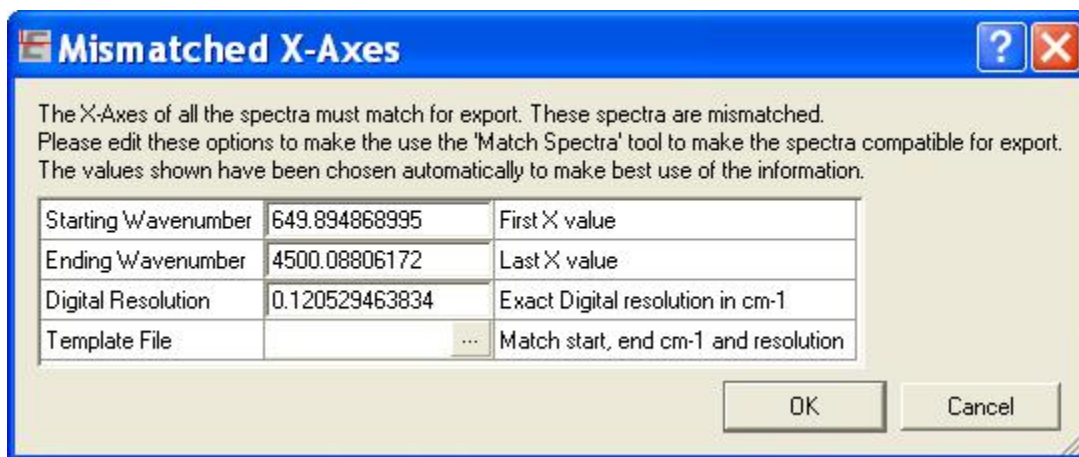 Mismatched X-Axes
The X-Axes of all the spectra must match for export. These spectra are mismatched.
Please edit these options to make the use the 'Match Spectra' tool to make the spectra compatible for export.
The values shown have been chosen automatically to make best use of the information.
Starting Wavenumber 649.894868995 First X value
Ending Wavenumber 4500.08806172 Last X value
Digital Resolution 0.120529463834 Exact Digital resolution in cm-1
Template File ... Match start, end cm-1 and resolution
OK Cancel